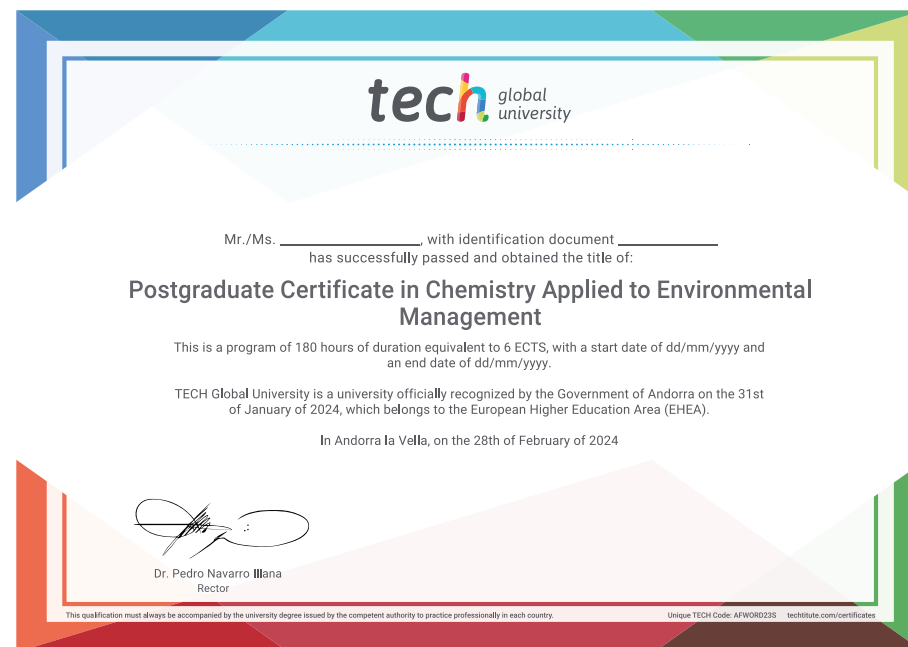 tech global university
Mr./Ms. ____________________, with identification document ______________
has successfully passed and obtained the title of:
Postgraduate Certificate in Chemistry Applied to Environmental
Management
This is a program of 180 hours of duration equivalent to 6 ECTS, with a start date of dd/mm/yyyy and
an end date of dd/mm/yyyy.
TECH Global University is a university officially recognized by the Government of Andorra on the 31st
of January of 2024, which belongs to the European Higher Education Area (EHEA).
In Andorra la Vella, on the 28th of February of 2024
Dr. Pedro Navarro Illana
Rector
This qualification must always be accompanied by the university degree issued by the competent authority to practice professionally in each country.
Unique TECH Code: AFWORD23S techtitute.com/certificates